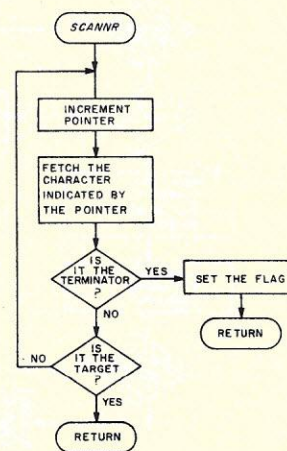 SCANNR
INCREMENT
POINTER
FETCH THE
CHARACTER
INDICATED BY
THE POINTER
IS
IT THE
TERMINATOR
?
YES
SET THE FLAG
RETURN
NO
IS
IT THE
TARGET
?
NO
YES
RETURN